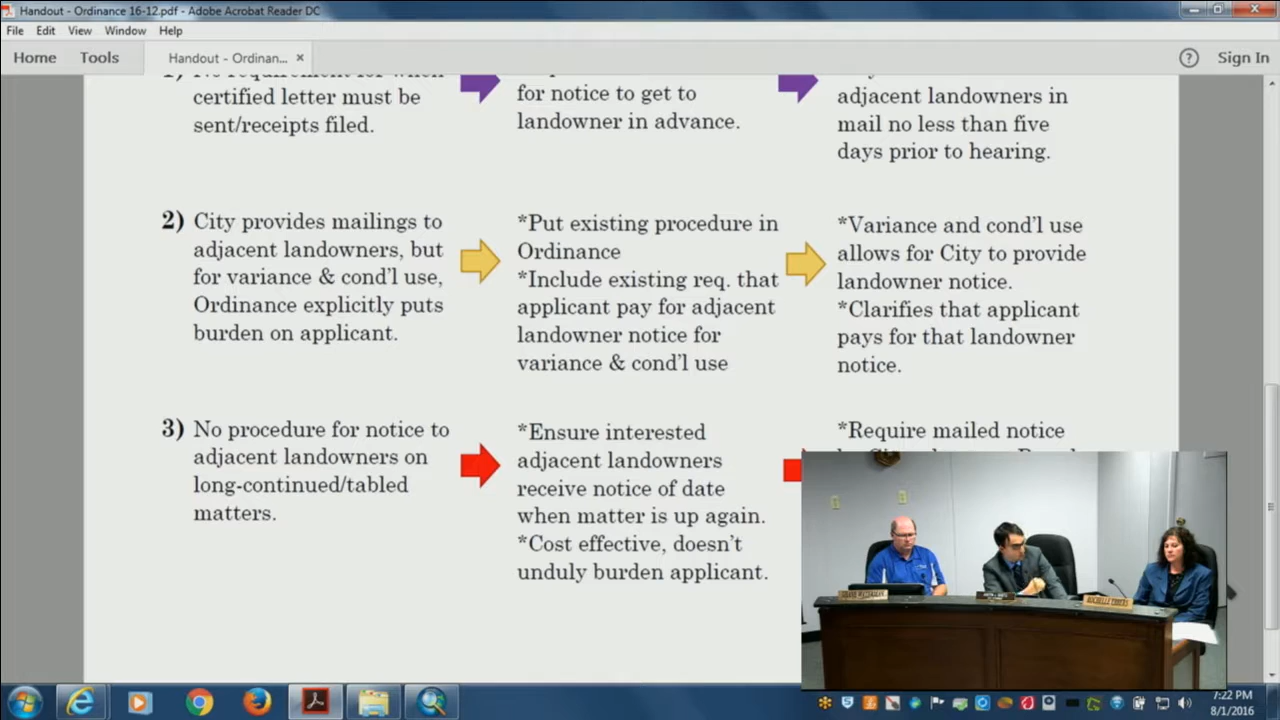 Handout - Ordinance 16-12.pdf - Adobe Acrobat Reader DC
File Edit View Window Help
Home Tools Handout - Ordinan... × ? Sign In
certified letter must be
sent/receipts filed.
for notice to get to
landowner in advance.
adjacent landowners in
mail no less than five
days prior to hearing.
2) City provides mailings to
adjacent landowners, but
for variance & cond'l use,
Ordinance explicitly puts
burden on applicant.
*Put existing procedure in
Ordinance
*Include existing req. that
applicant pay for adjacent
landowner notice for
variance & cond'l use
*Variance and cond'l use
allows for City to provide
landowner notice.
*Clarifies that applicant
pays for that landowner
notice.
3) No procedure for notice to
adjacent landowners on
long-continued/tabled
matters.
*Ensure interested
adjacent landowners
receive notice of date
when matter is up again.
*Cost effective, doesn't
unduly burden applicant.
*Require mailed notice
7:22 PM
8/1/2016